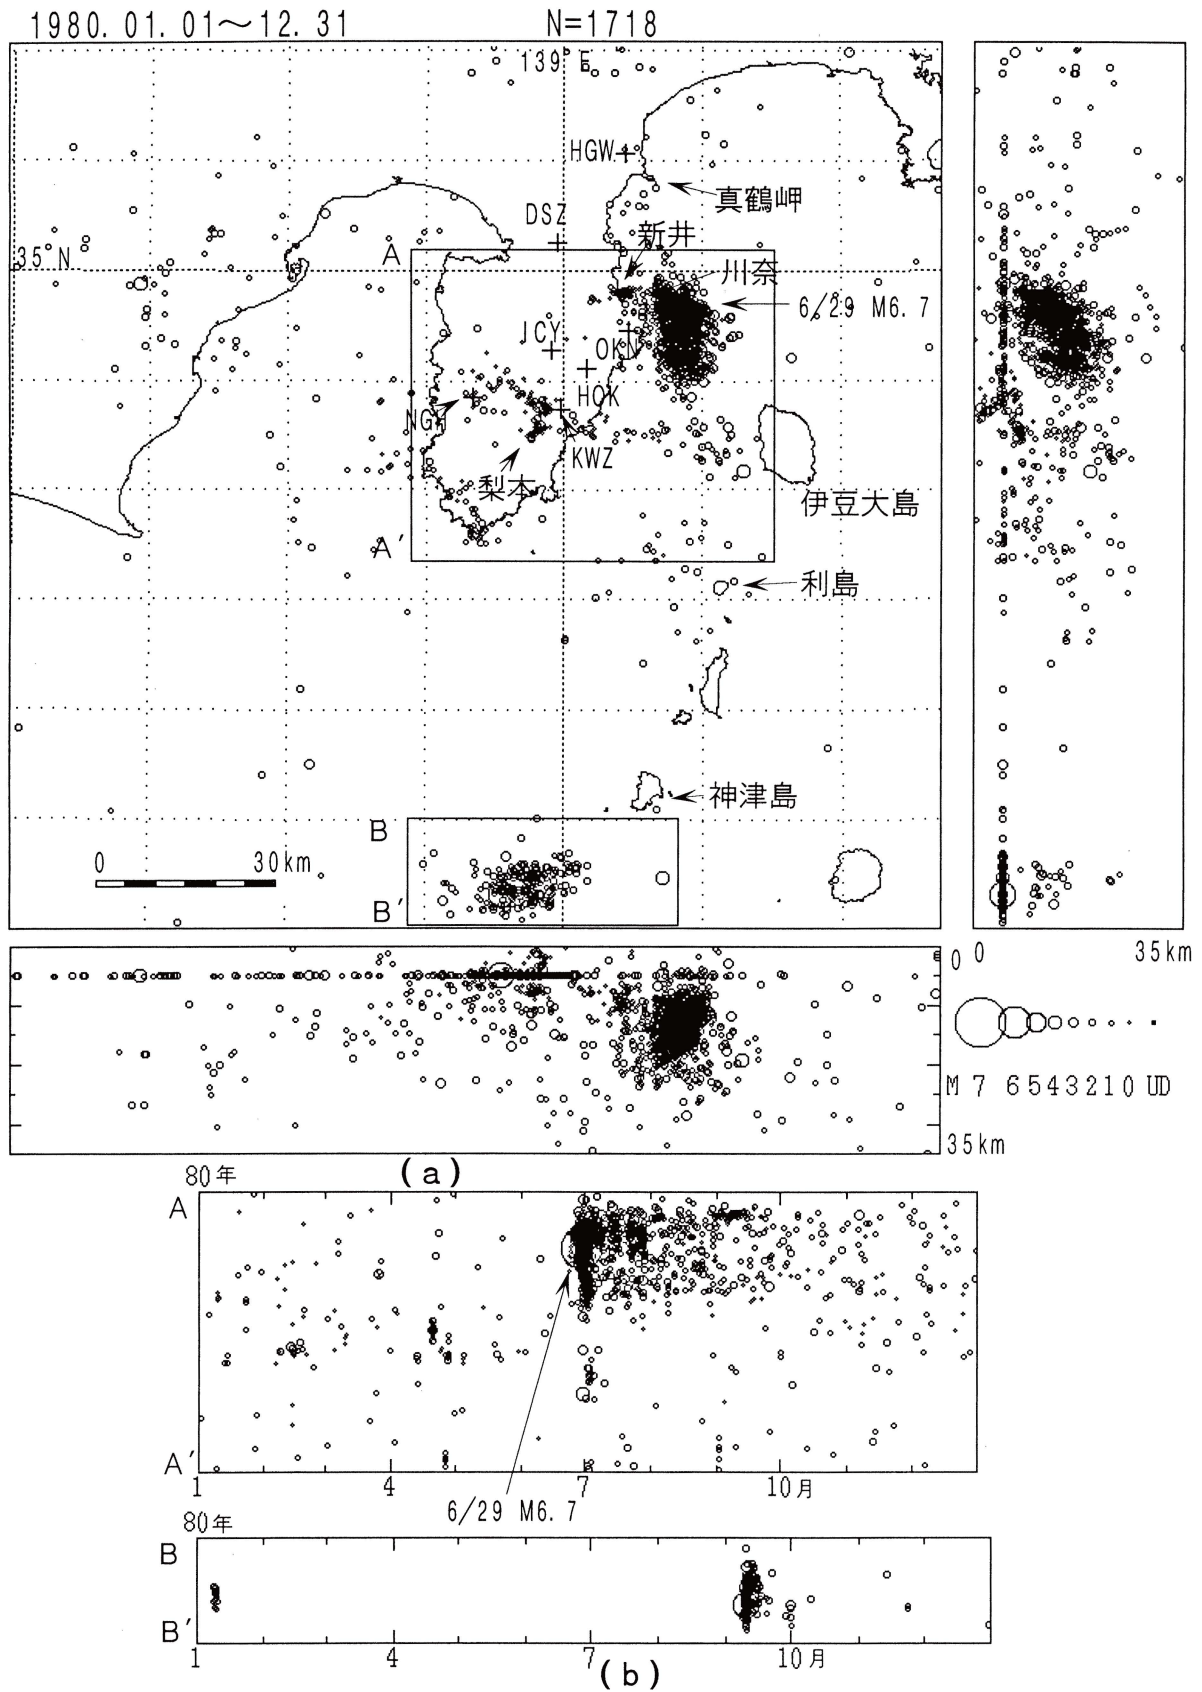 1980. 01. 01～12. 31 N=1718
139°E
HGW
真鶴岬
DSZ
新井
A
35°N
川奈
6/29 M6. 7
JCY
OKN
HOK
NGH
KWZ
梨本
伊豆大島
A'
利島
神津島
B
0 30km
B'
0 35km
0
35km
M 7 6 5 4 3 2 1 0 UD
(a)
80年
A
A'
1 4 7 10月
6/29 M6. 7
80年
B
B'
1 4 7 10月
(b)